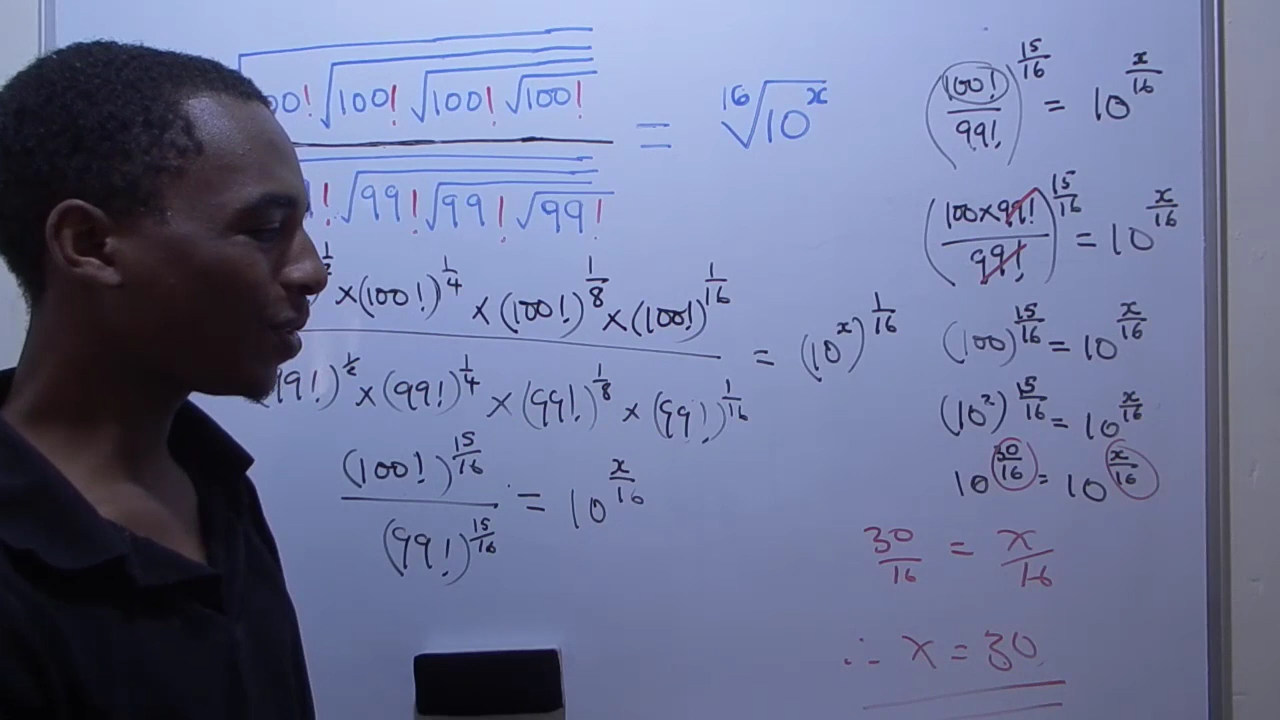 00! √100! √100! √100! / ! √99! √99! √99! = ¹⁶√10^x
×(100!)^(1/4) × (100!)^(1/8) × (100!)^(1/16) / 99!)^(1/2) × (99!)^(1/4) × (99!)^(1/8) × (99!)^(1/16) = (10^x)^(1/16)
(100!)^(15/16) / (99!)^(15/16) = 10^(x/16)
(100!/99!)^(15/16) = 10^(x/16)
(100×99!/99!)^(15/16) = 10^(x/16)
(100)^(15/16) = 10^(x/16)
(10²)^(15/16) = 10^(x/16)
10^(30/16) = 10^(x/16)
30/16 = x/16
∴ x = 30